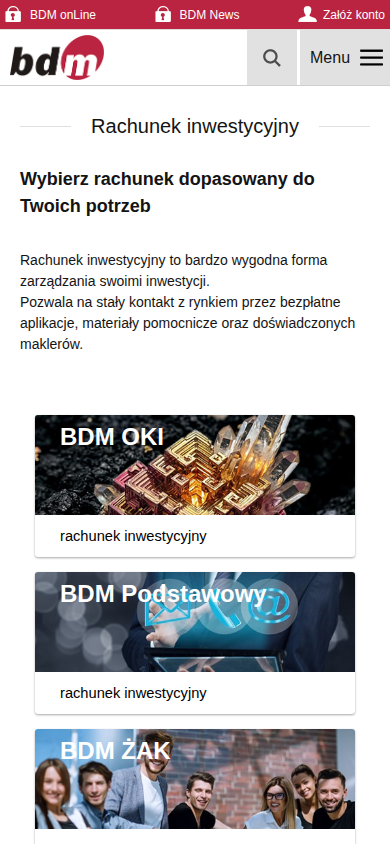 BDM onLine
BDM News
Załóż konto
bdm
Menu
Rachunek inwestycyjny
Wybierz rachunek dopasowany do
Twoich potrzeb
Rachunek inwestycyjny to bardzo wygodna forma
zarządzania swoimi inwestycji.
Pozwala na stały kontakt z rynkiem przez bezpłatne
aplikacje, materiały pomocnicze oraz doświadczonych
maklerów.
BDM OKI
rachunek inwestycyjny
BDM Podstawowy
@
rachunek inwestycyjny
BDM ŻAK